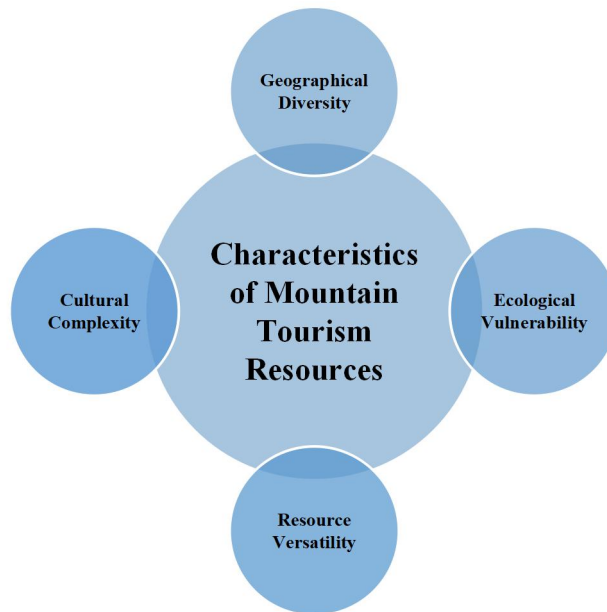 Geographical
Diversity
Characteristics
of Mountain
Tourism
Resources
Cultural
Complexity
Ecological
Vulnerability
Resource
Versatility